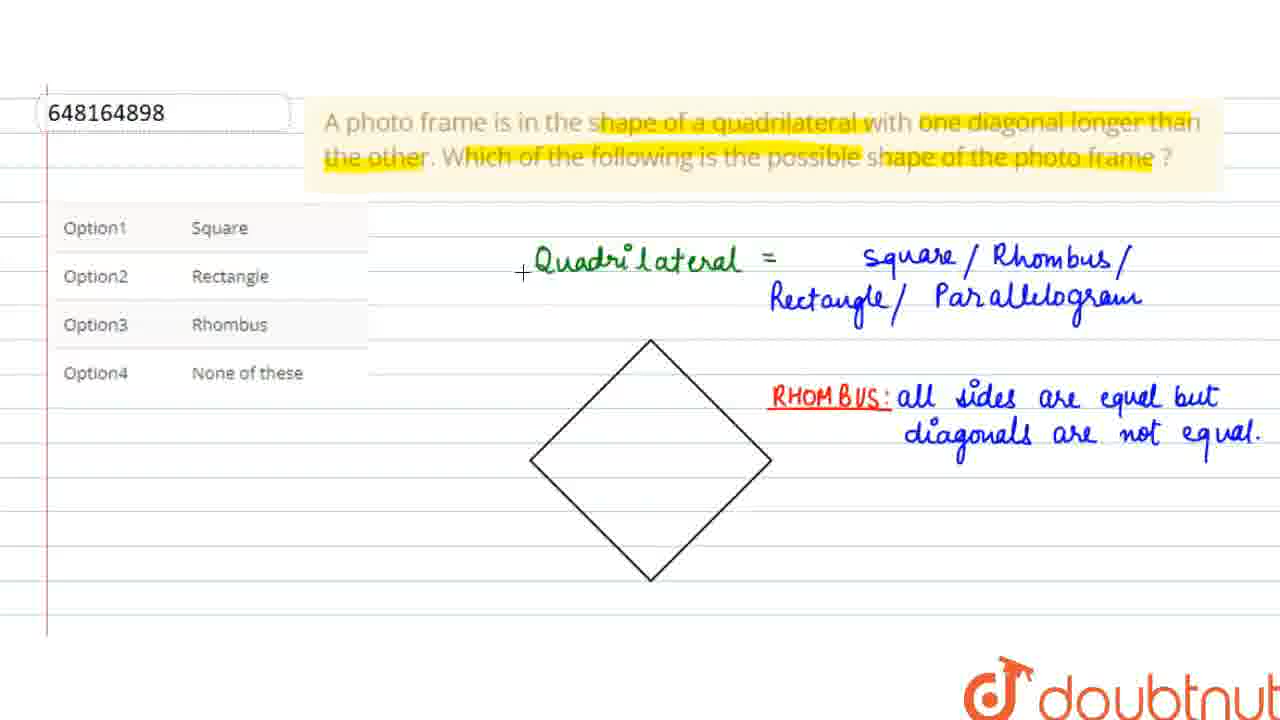 648164898
A photo frame is in the shape of a quadrilateral with one diagonal longer than
the other. Which of the following is the possible shape of the photo frame ?
Option1 Square
Option2 Rectangle
Option3 Rhombus
Option4 None of these
Quadrilateral = square / Rhombus /
Rectangle / Parallelogram
RHOMBUS: all sides are equal but
diagonals are not equal.
doubtnut